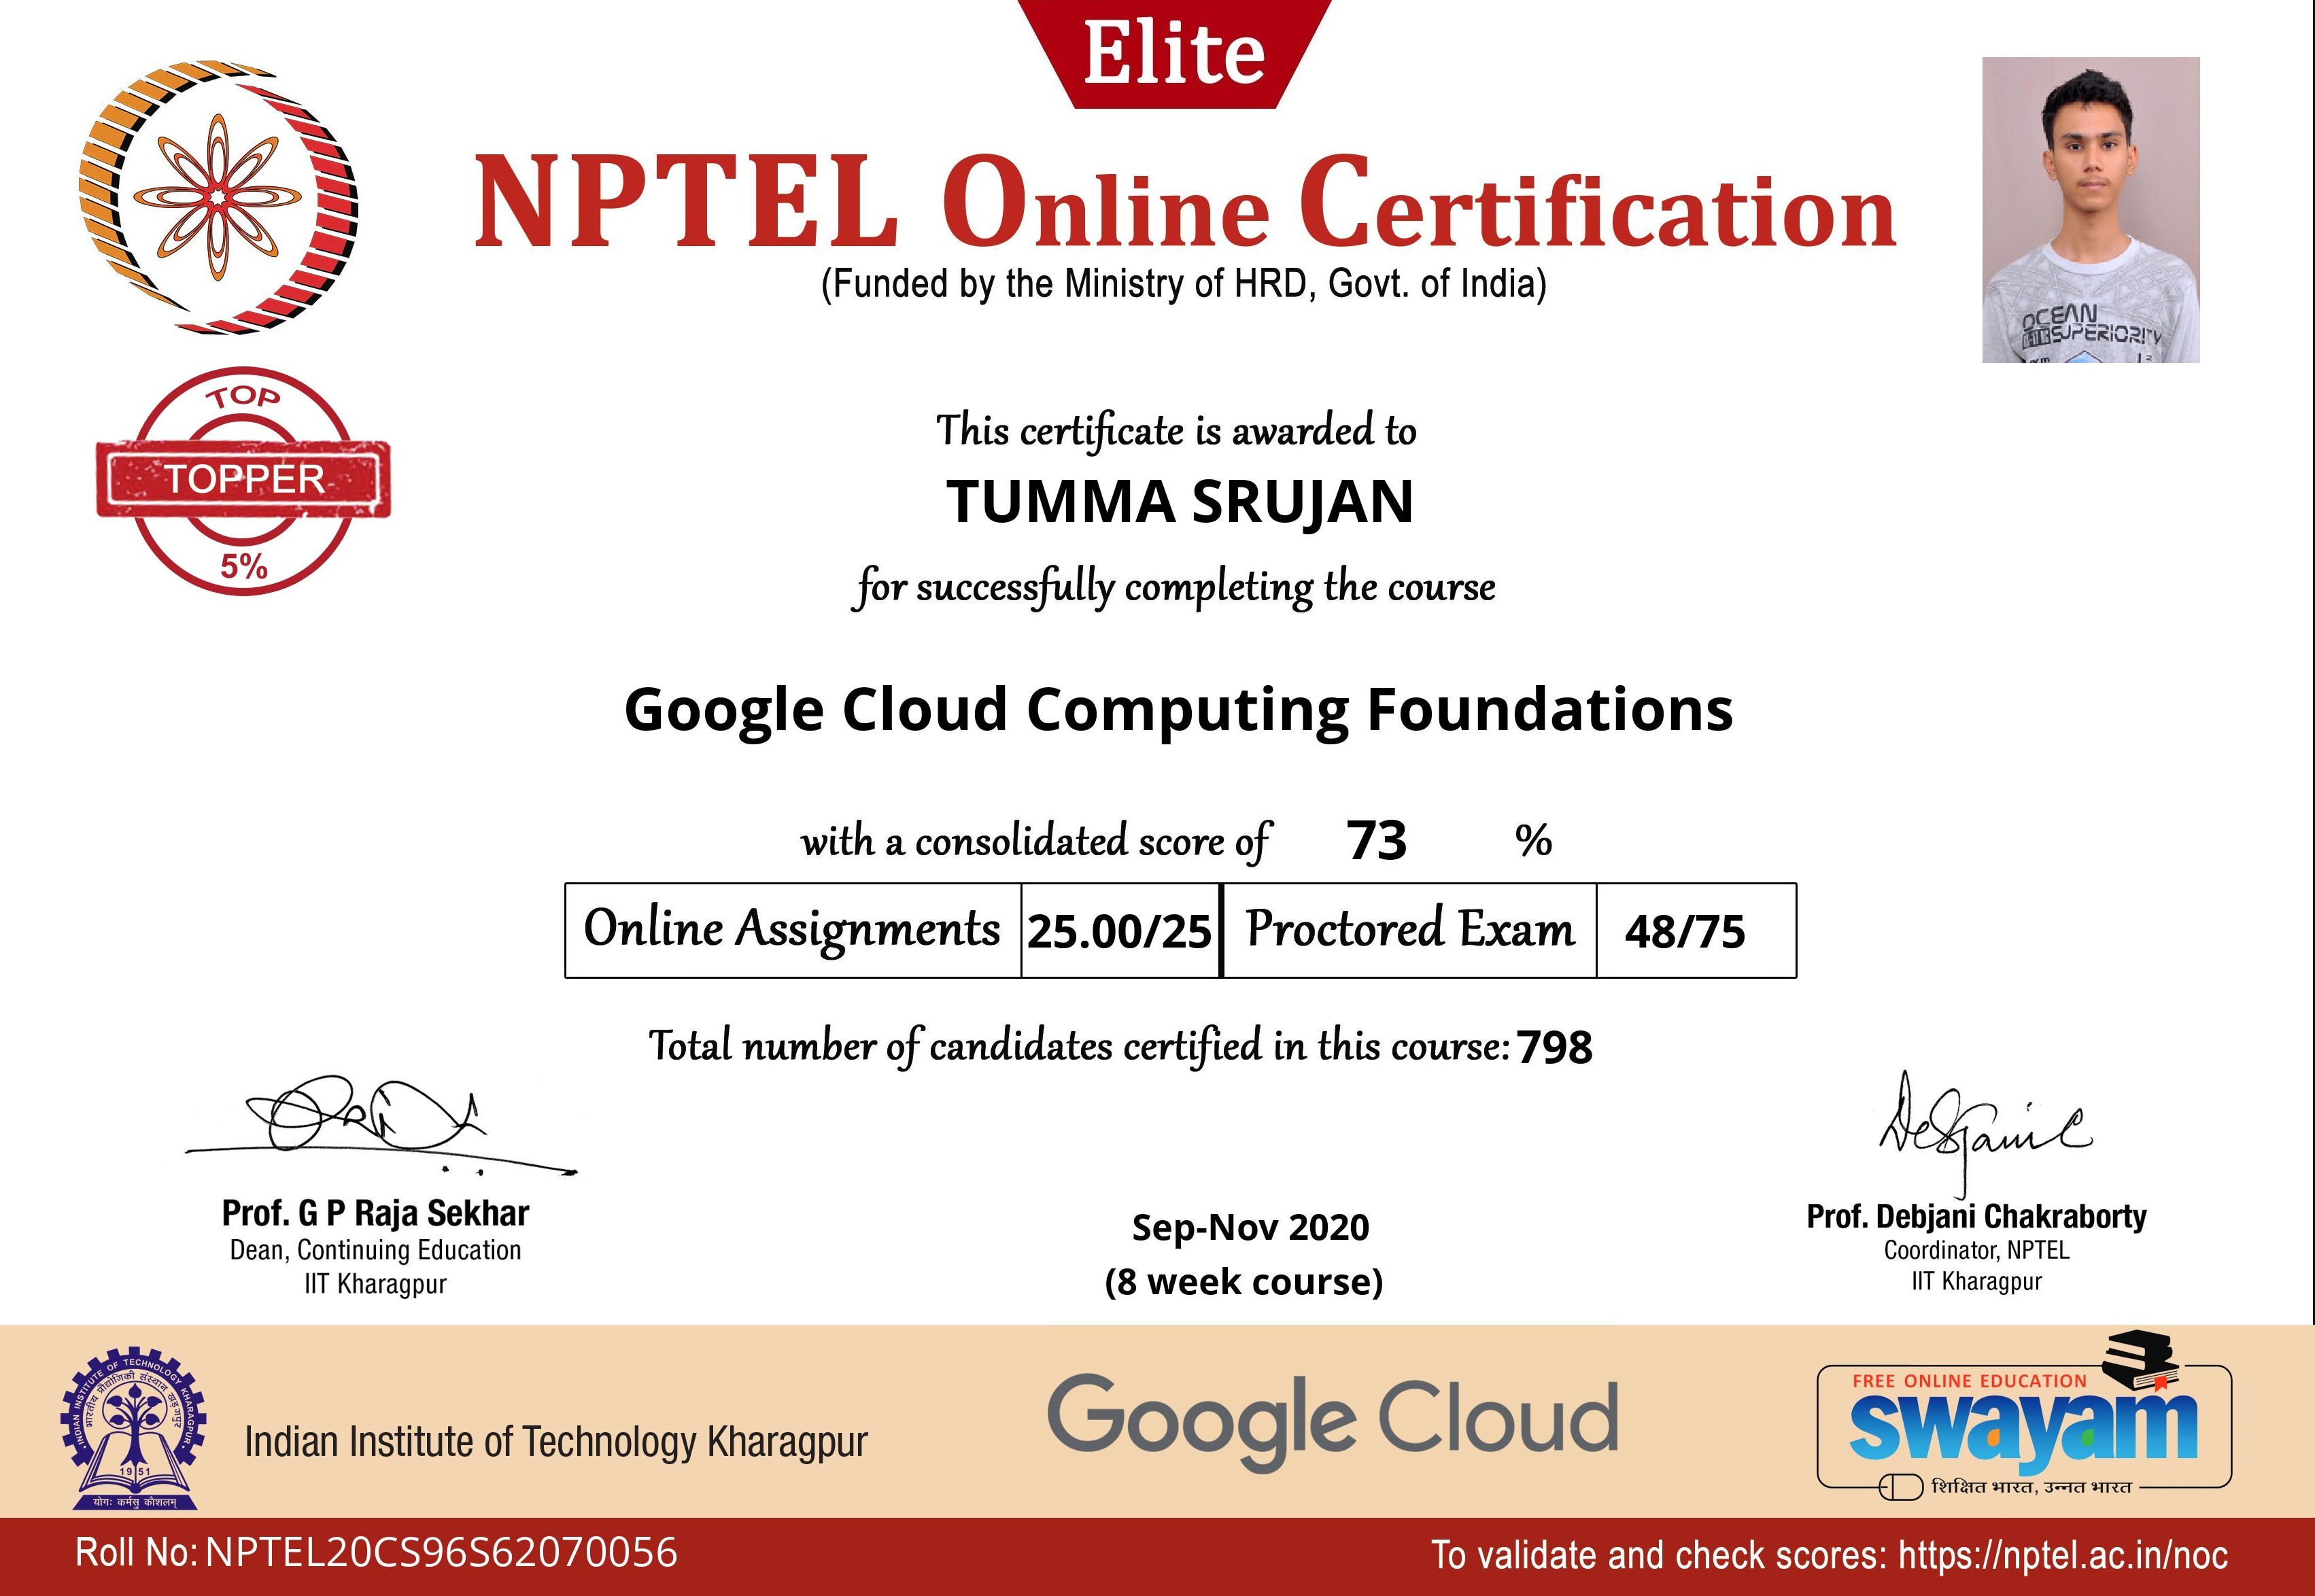 Elite
NPTEL Online Certification
(Funded by the Ministry of HRD, Govt. of India)
OCEAN
SUPERIORITY
TOP
TOPPER
5%
This certificate is awarded to
TUMMA SRUJAN
for successfully completing the course
Google Cloud Computing Foundations
with a consolidated score of 73 %
Online Assignments 25.00/25 Proctored Exam 48/75
Total number of candidates certified in this course: 798
Debjani C
Prof. G P Raja Sekhar
Dean, Continuing Education
IIT Kharagpur
Sep-Nov 2020
(8 week course)
Prof. Debjani Chakraborty
Coordinator, NPTEL
IIT Kharagpur
INDIAN INSTITUTE OF TECHNOLOGY KHARAGPUR
भारतीय प्रौद्योगिकी संस्थान खड़गपुर
1951
योगः कर्मसु कौशलम्
Indian Institute of Technology Kharagpur
Google Cloud
FREE ONLINE EDUCATION
swayam
शिक्षित भारत, उन्नत भारत
Roll No: NPTEL20CS96S62070056
To validate and check scores: https://nptel.ac.in/noc